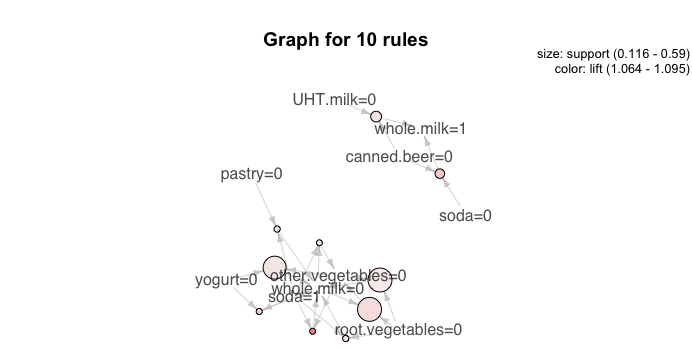 Graph for 10 rules
size: support (0.116 - 0.59)
color: lift (1.064 - 1.095)
UHT.milk=0
whole.milk=1
canned.beer=0
pastry=0
soda=0
other.vegetables=0
yogurt=0
whole.milk=0
soda=1
root.vegetables=0